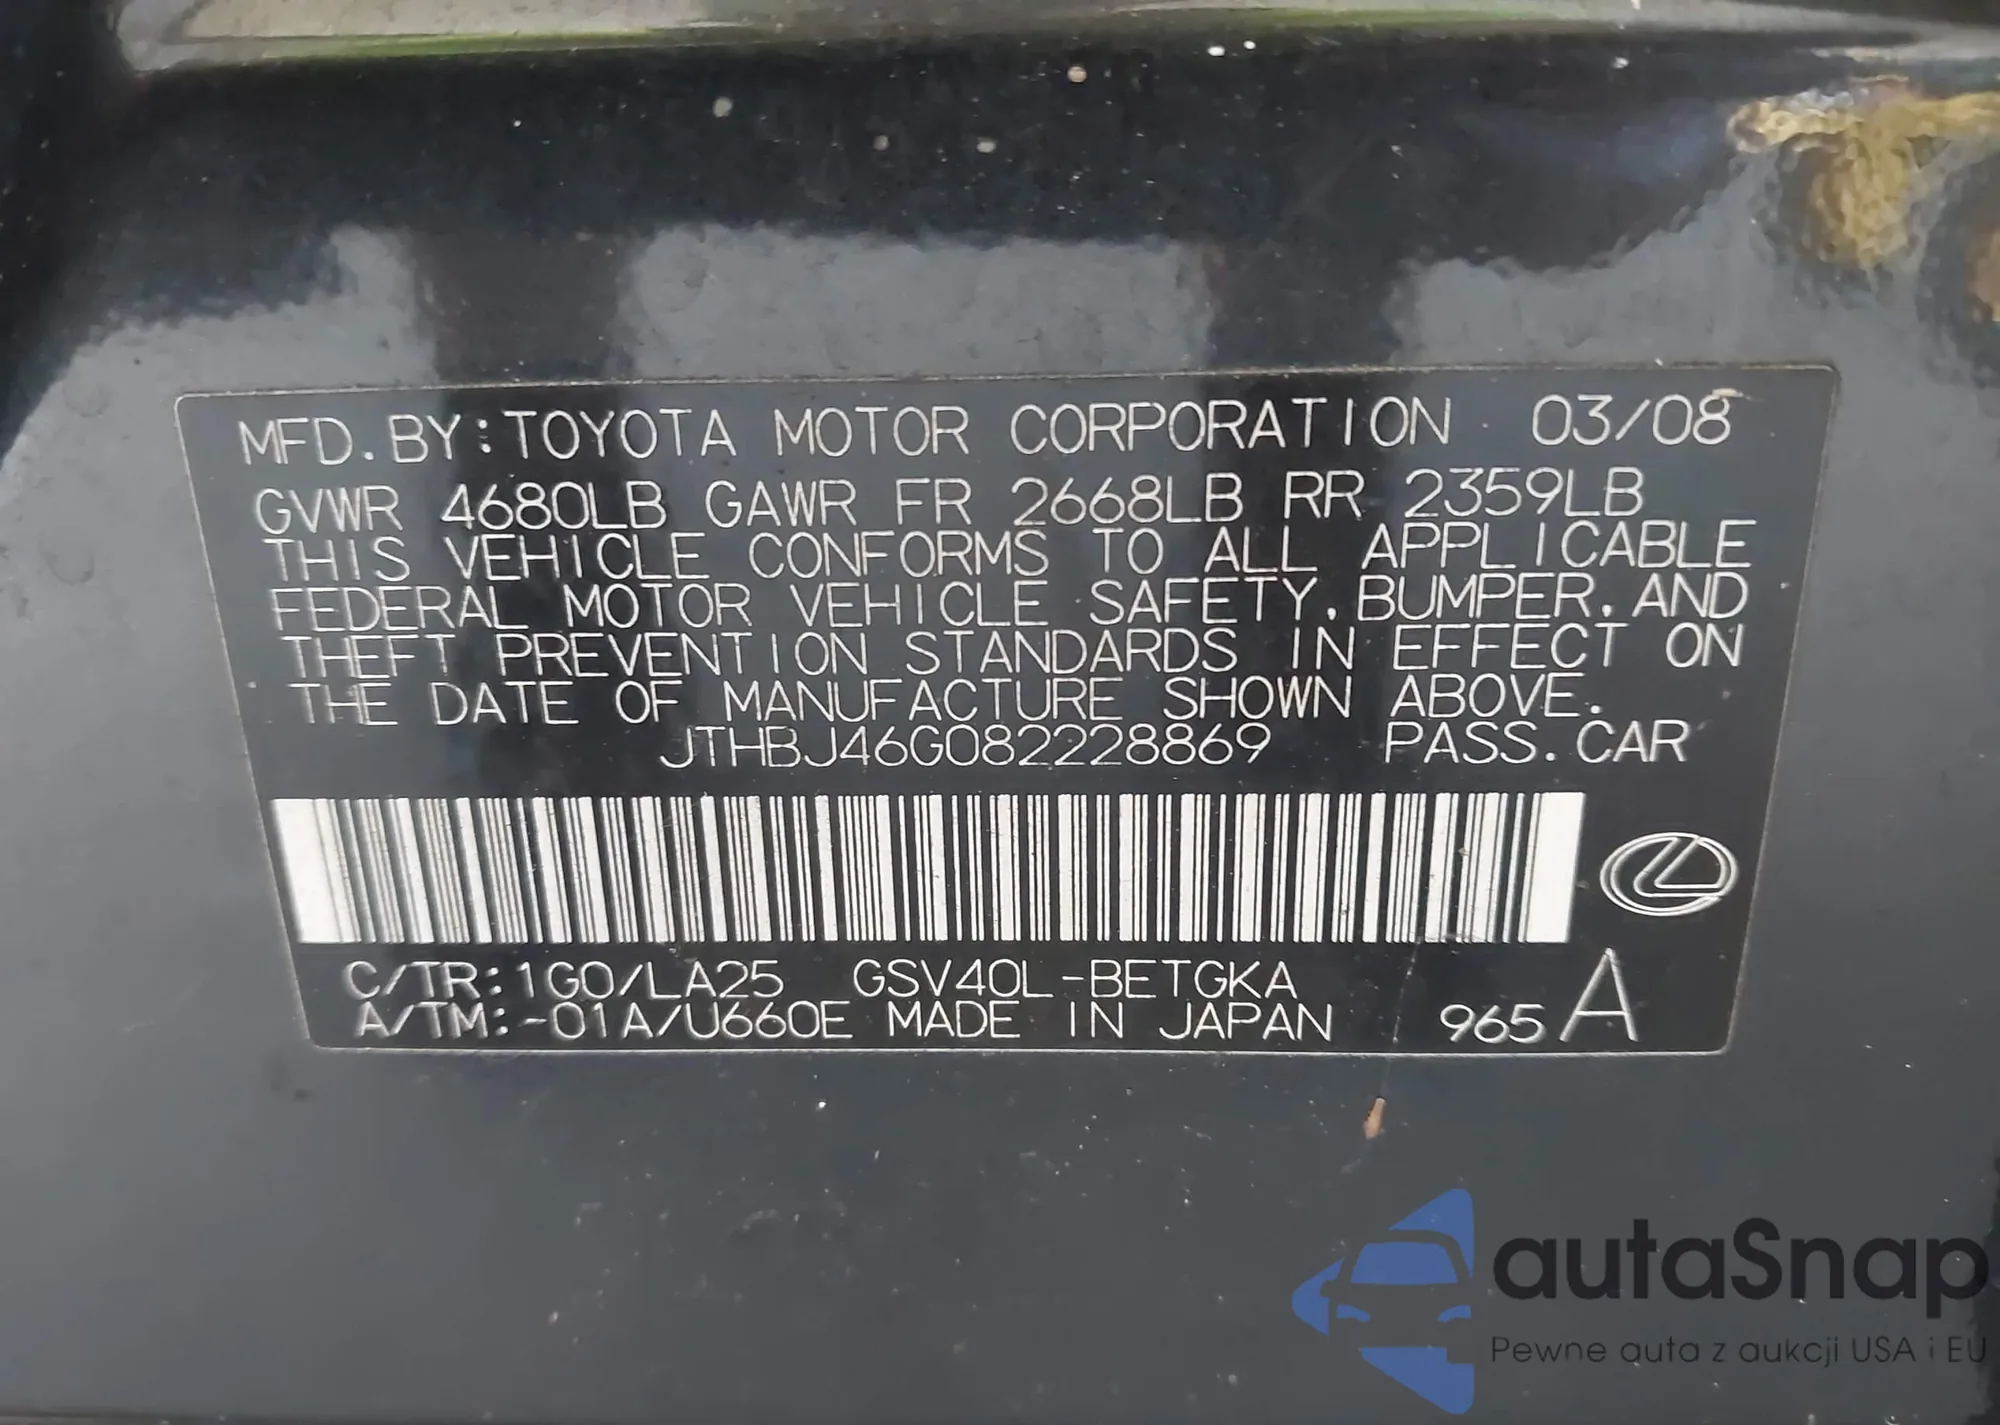 MFD. BY: TOYOTA MOTOR CORPORATION 03/08
GVWR 4680LB GAWR FR 2668LB RR 2359LB
THIS VEHICLE CONFORMS TO ALL APPLICABLE
FEDERAL MOTOR VEHICLE SAFETY, BUMPER, AND
THEFT PREVENTION STANDARDS IN EFFECT ON
THE DATE OF MANUFACTURE SHOWN ABOVE.
JTHBJ46G082228869 PASS. CAR
C/TR: 1G0/LA25 GSV40L-BETGKA
A/TM: -01A/U660E MADE IN JAPAN 965 A
autaSnap
Pewne auta z aukcji USA i EU